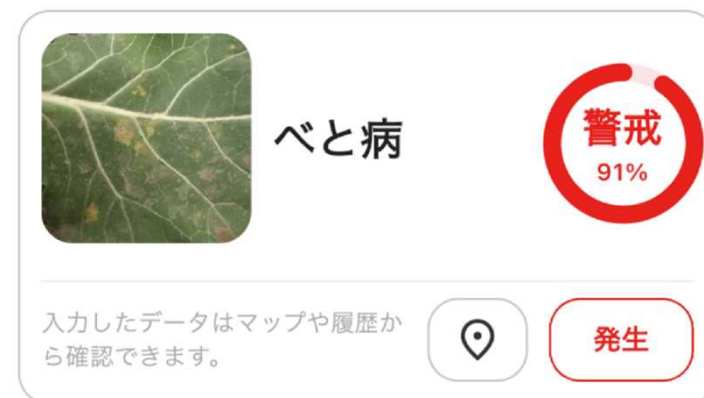 べと病
警戒
91%
入力したデータはマップや履歴か
ら確認できます。
発生